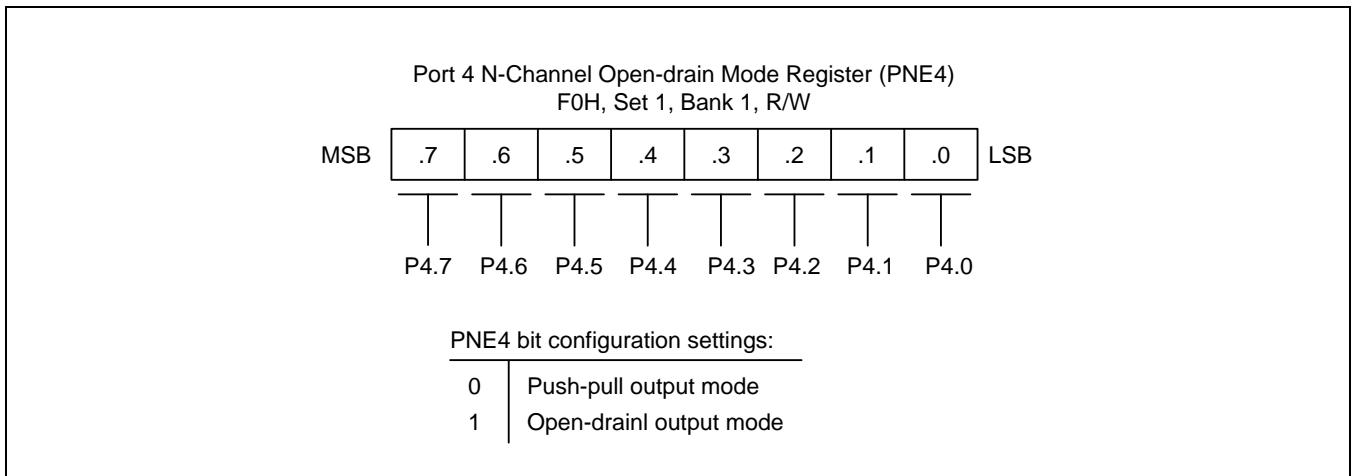 Port 4 N-Channel Open-drain Mode Register (PNE4)
F0H, Set 1, Bank 1, R/W
MSB .7 .6 .5 .4 .3 .2 .1 .0 LSB
P4.7 P4.6 P4.5 P4.4 P4.3 P4.2 P4.1 P4.0
PNE4 bit configuration settings:
0 Push-pull output mode
1 Open-drainl output mode